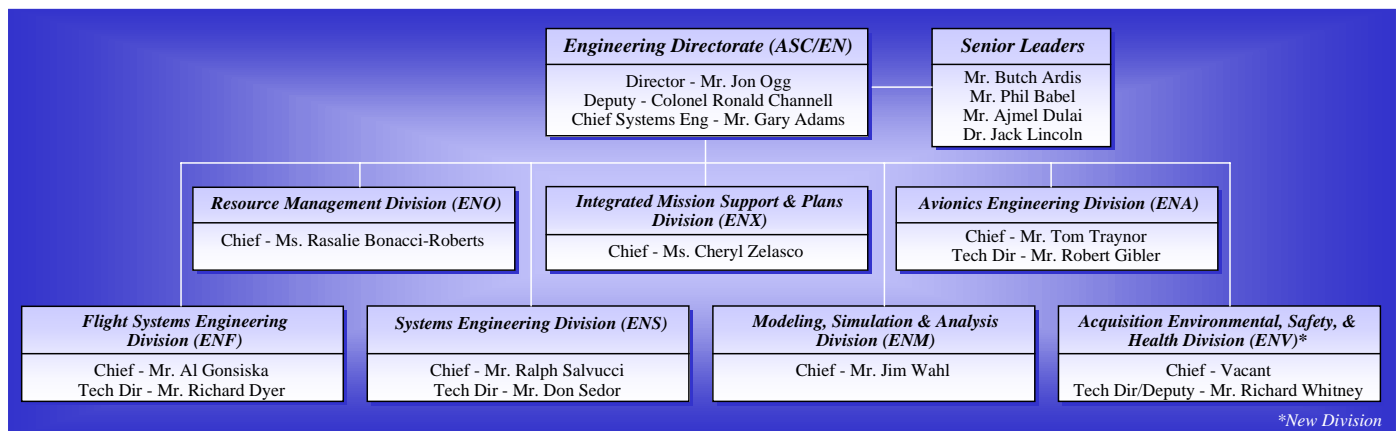 Engineering Directorate (ASC/EN)
Director - Mr. Jon Ogg
Deputy - Colonel Ronald Channell
Chief Systems Eng - Mr. Gary Adams
Senior Leaders
Mr. Butch Ardis
Mr. Phil Babel
Mr. Ajmel Dulai
Dr. Jack Lincoln
Resource Management Division (ENO)
Chief - Ms. Rasalie Bonacci-Roberts
Integrated Mission Support & Plans
Division (ENX)
Chief - Ms. Cheryl Zelasco
Avionics Engineering Division (ENA)
Chief - Mr. Tom Traynor
Tech Dir - Mr. Robert Gibler
Flight Systems Engineering
Division (ENF)
Chief - Mr. Al Gonsiska
Tech Dir - Mr. Richard Dyer
Systems Engineering Division (ENS)
Chief - Mr. Ralph Salvucci
Tech Dir - Mr. Don Sedor
Modeling, Simulation & Analysis
Division (ENM)
Chief - Mr. Jim Wahl
Acquisition Environmental, Safety, &
Health Division (ENV)*
Chief - Vacant
Tech Dir/Deputy - Mr. Richard Whitney
*New Division